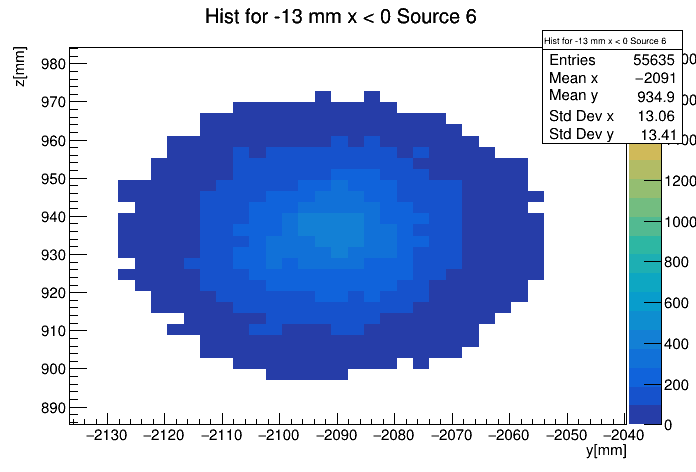 Hist for -13 mm x < 0 Source 6
z[mm]
980
970
960
950
940
930
920
910
900
890
−2130 −2120 −2110 −2100 −2090 −2080 −2070 −2060 −2050 −2040
y[mm]
Hist for -13 mm x < 0 Source 6
Entries 55635
Mean x −2091
Mean y 934.9
Std Dev x 13.06
Std Dev y 13.41
1200
1000
800
600
400
200
0